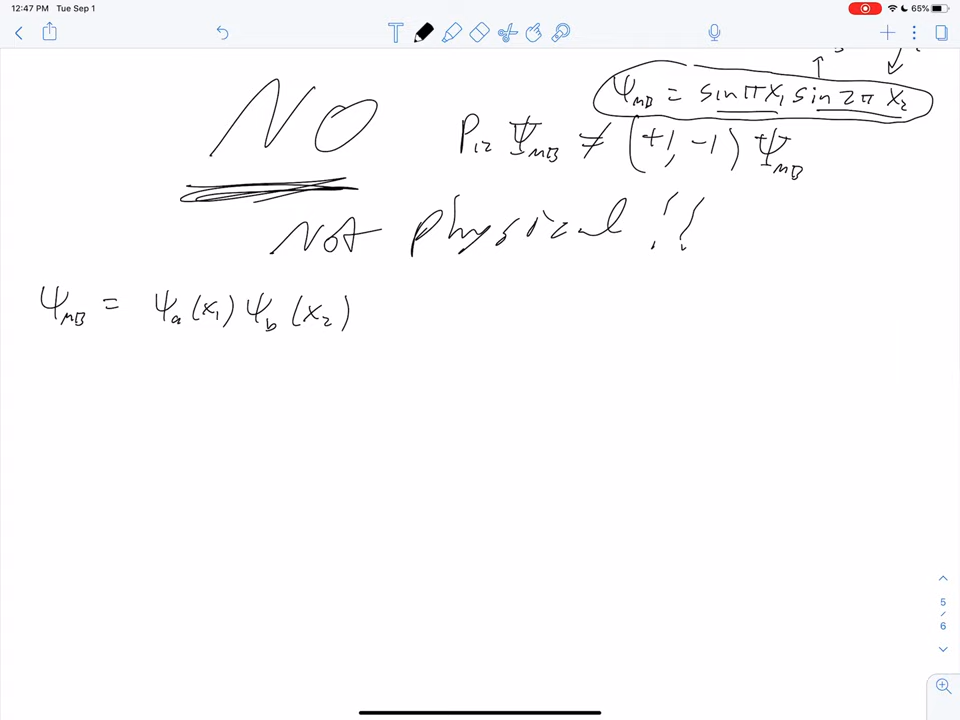 12:47 PM Tue Sep 1
65%
T
Ψ_MB = sin π x₁ sin 2π x₂
NO
P₁₂ Ψ_MB ≠ (+1, -1) Ψ_MB
Not physical !!
Ψ_MB = Ψ_a (x₁) Ψ_b (x₂)
5
/
6